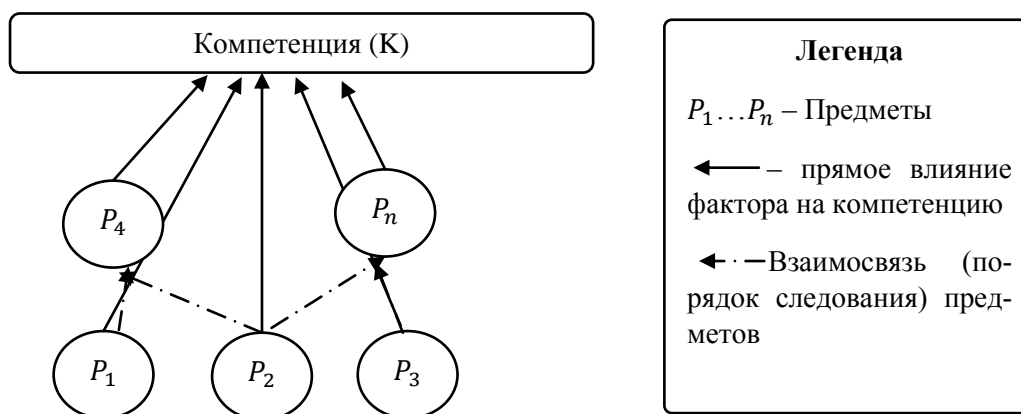 Компетенция (K)
P₄
Pₙ
P₁
P₂
P₃
Легенда
P₁…Pₙ – Предметы
– прямое влияние
фактора на компетенцию
Взаимосвязь (по-
рядок следования) пред-
метов